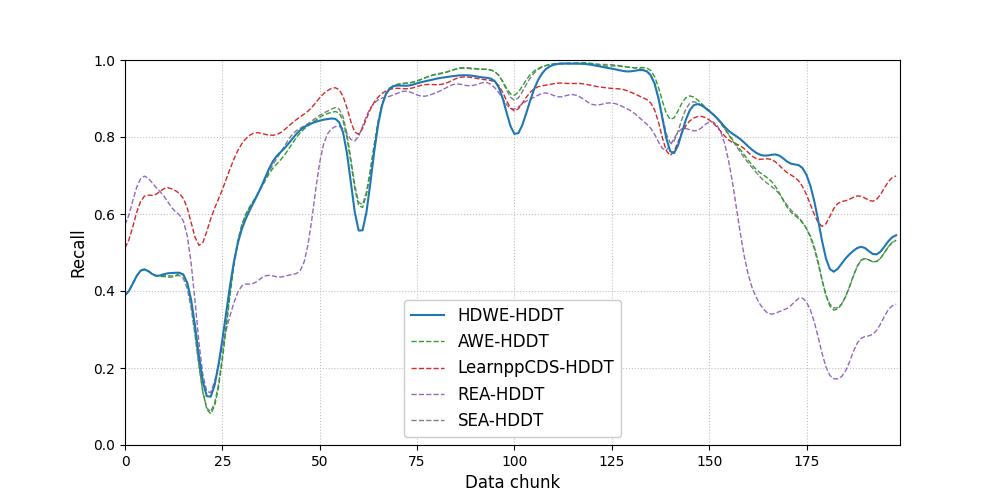 1.0
0.8
0.6
0.4
0.2
0.0
Recall
HDWE-HDDT
AWE-HDDT
LearnppCDS-HDDT
REA-HDDT
SEA-HDDT
0 25 50 75 100 125 150 175
Data chunk